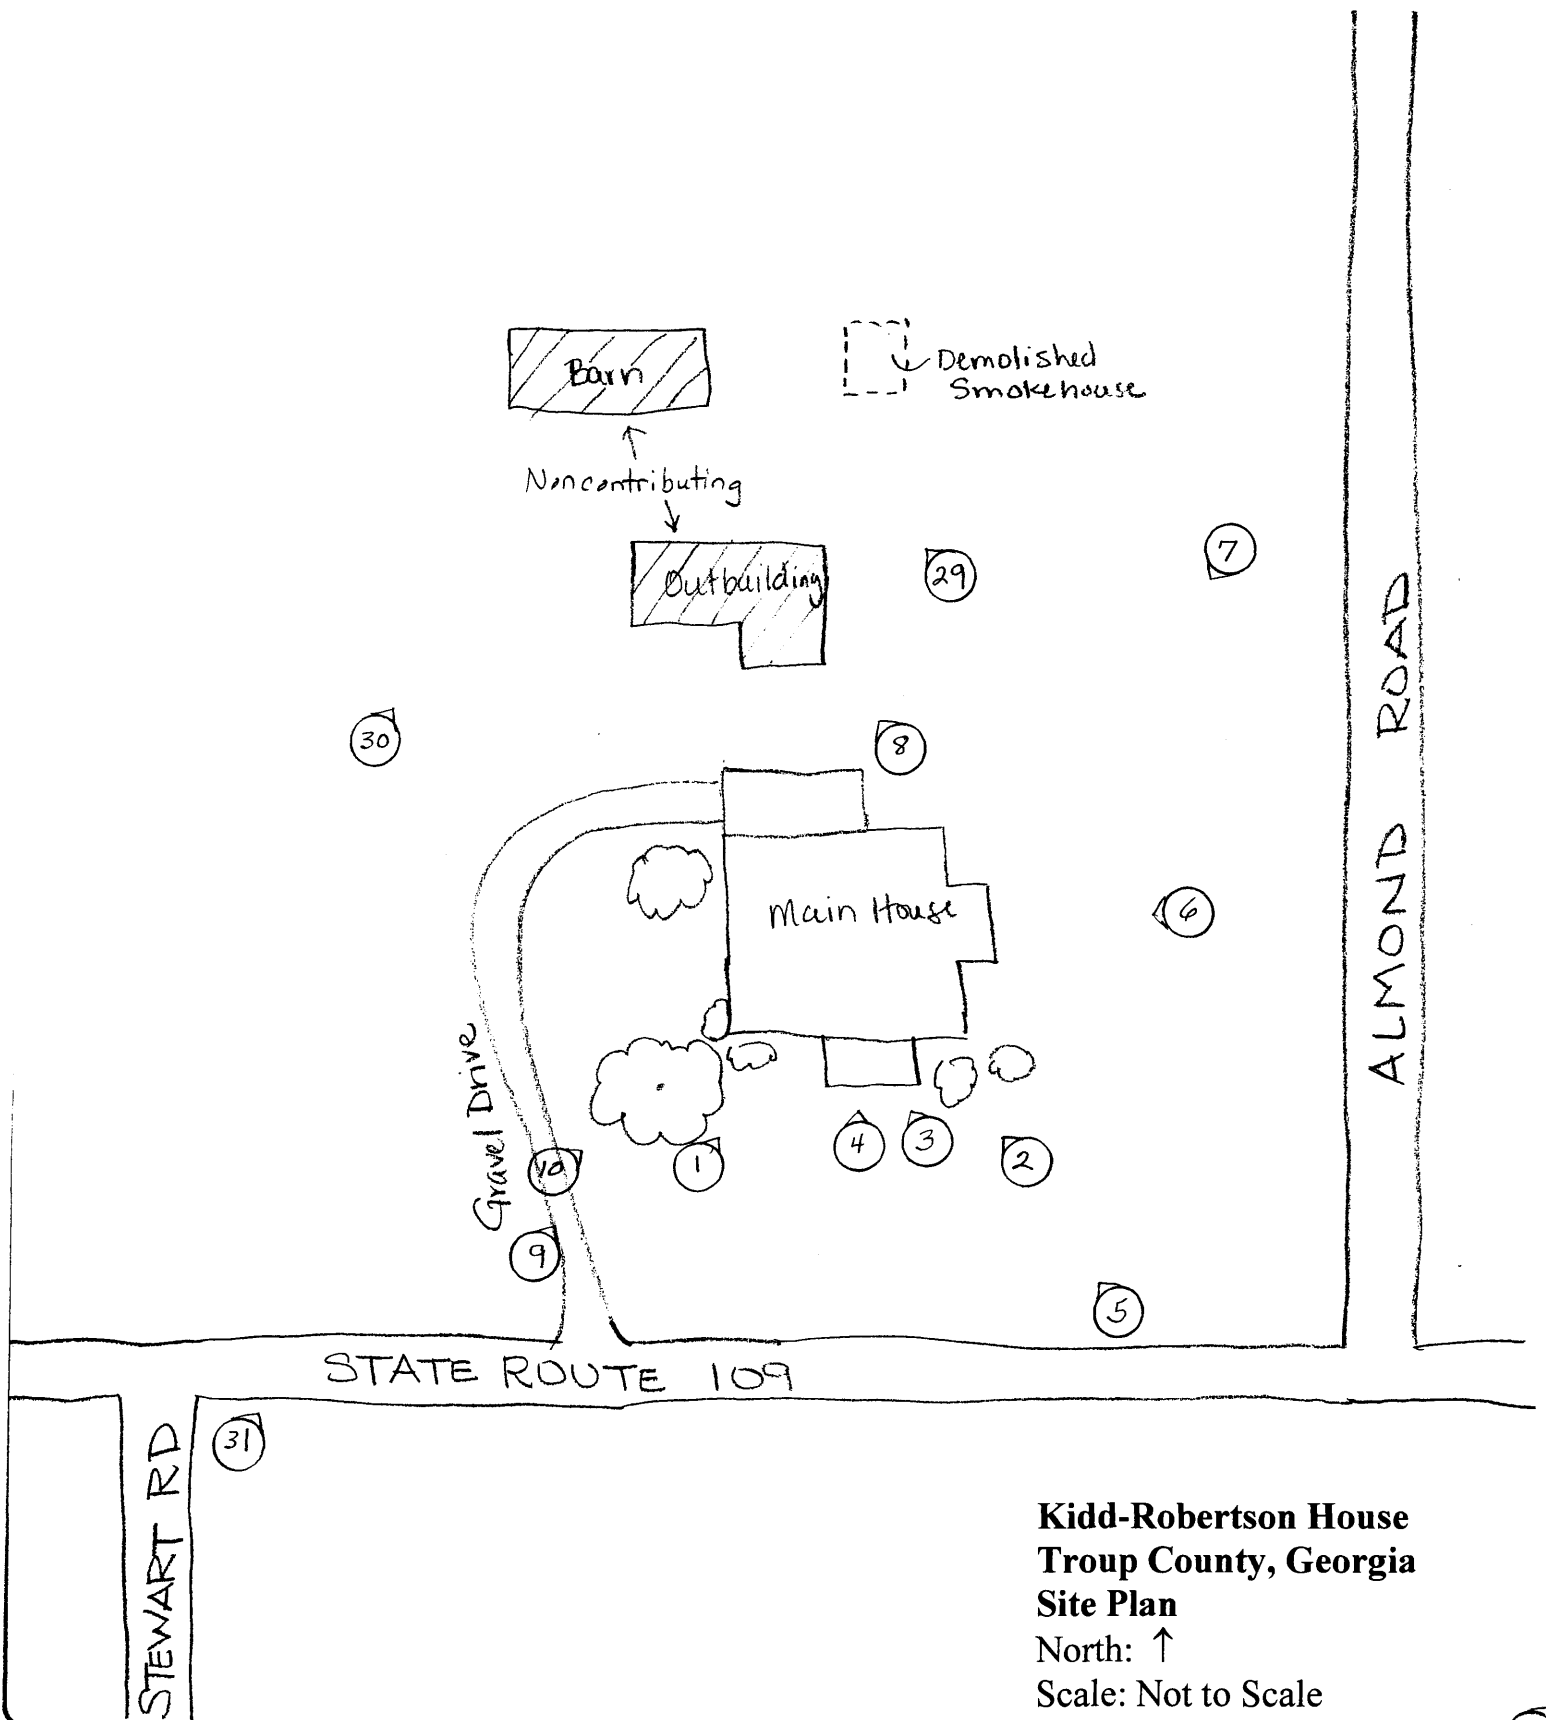 Barn
Demolished
Smokehouse
Noncontributing
Outbuilding
7
29
30
8
Main House
6
ALMOND ROAD
Gravel Drive
10
1
4
3
2
9
5
STATE ROUTE 109
31
STEWART RD
Kidd-Robertson House
Troup County, Georgia
Site Plan
North: ↑
Scale: Not to Scale